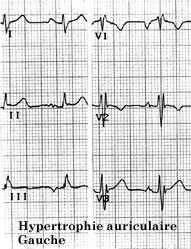 I V1
II V2
III V3
Hypertrophie auriculaire
Gauche